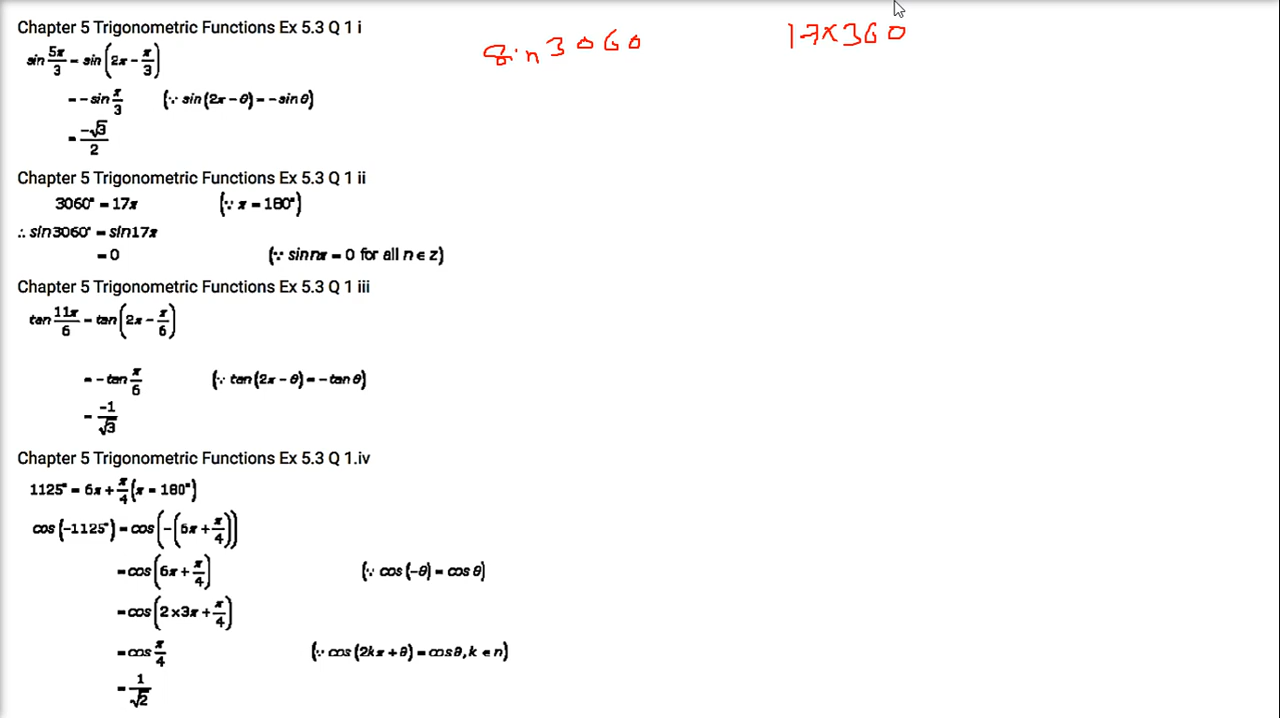 Chapter 5 Trigonometric Functions Ex 5.3 Q 1 i
sin 5π/3 = sin(2π − π/3)
= −sin π/3 (∵ sin(2π − θ) = −sin θ)
= −√3/2
sin 3060
17×360
Chapter 5 Trigonometric Functions Ex 5.3 Q 1 ii
3060° = 17π (∵ π = 180°)
∴ sin3060° = sin17π
= 0 (∵ sin nπ = 0 for all n ∈ z)
Chapter 5 Trigonometric Functions Ex 5.3 Q 1 iii
tan 11π/6 = tan(2π − π/6)
= −tan π/6 (∵ tan(2π − θ) = −tan θ)
= −1/√3
Chapter 5 Trigonometric Functions Ex 5.3 Q 1.iv
1125° = 6π + π/4 (π = 180°)
cos(−1125°) = cos(−(6π + π/4))
= cos(6π + π/4) (∵ cos(−θ) = cos θ)
= cos(2×3π + π/4)
= cos π/4 (∵ cos(2kπ + θ) = cos θ, k ∈ n)
= 1/√2